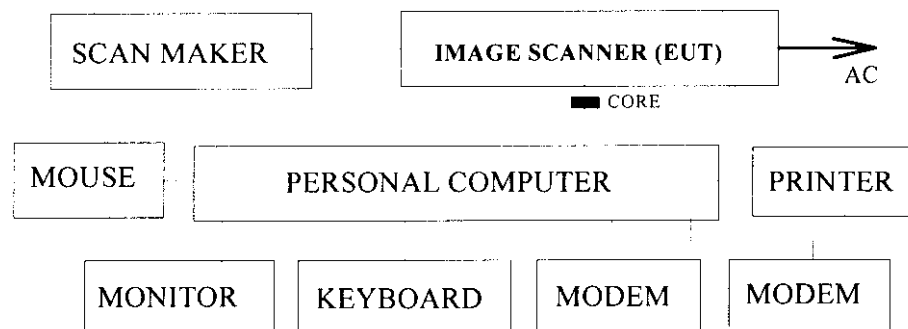 SCAN MAKER
IMAGE SCANNER (EUT)
AC
CORE
MOUSE
PERSONAL COMPUTER
PRINTER
MONITOR
KEYBOARD
MODEM
MODEM